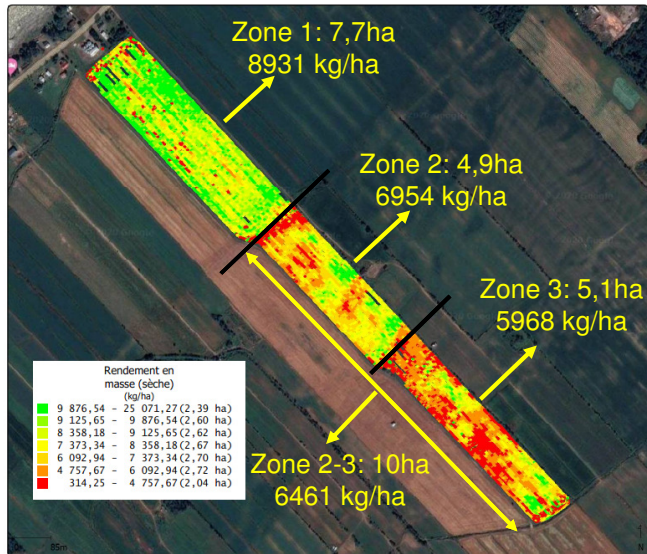 Zone 1: 7,7ha
8931 kg/ha
Zone 2: 4,9ha
6954 kg/ha
Zone 3: 5,1ha
5968 kg/ha
Zone 2-3: 10ha
6461 kg/ha
Rendement en
masse (sèche)
(kg/ha)
9 876,54 - 25 071,27 (2,39 ha)
9 125,65 - 9 876,54 (2,60 ha)
8 358,18 - 9 125,65 (2,62 ha)
7 373,34 - 8 358,18 (2,67 ha)
6 092,94 - 7 373,34 (2,70 ha)
4 757,67 - 6 092,94 (2,72 ha)
314,25 - 4 757,67 (2,04 ha)
85m
N